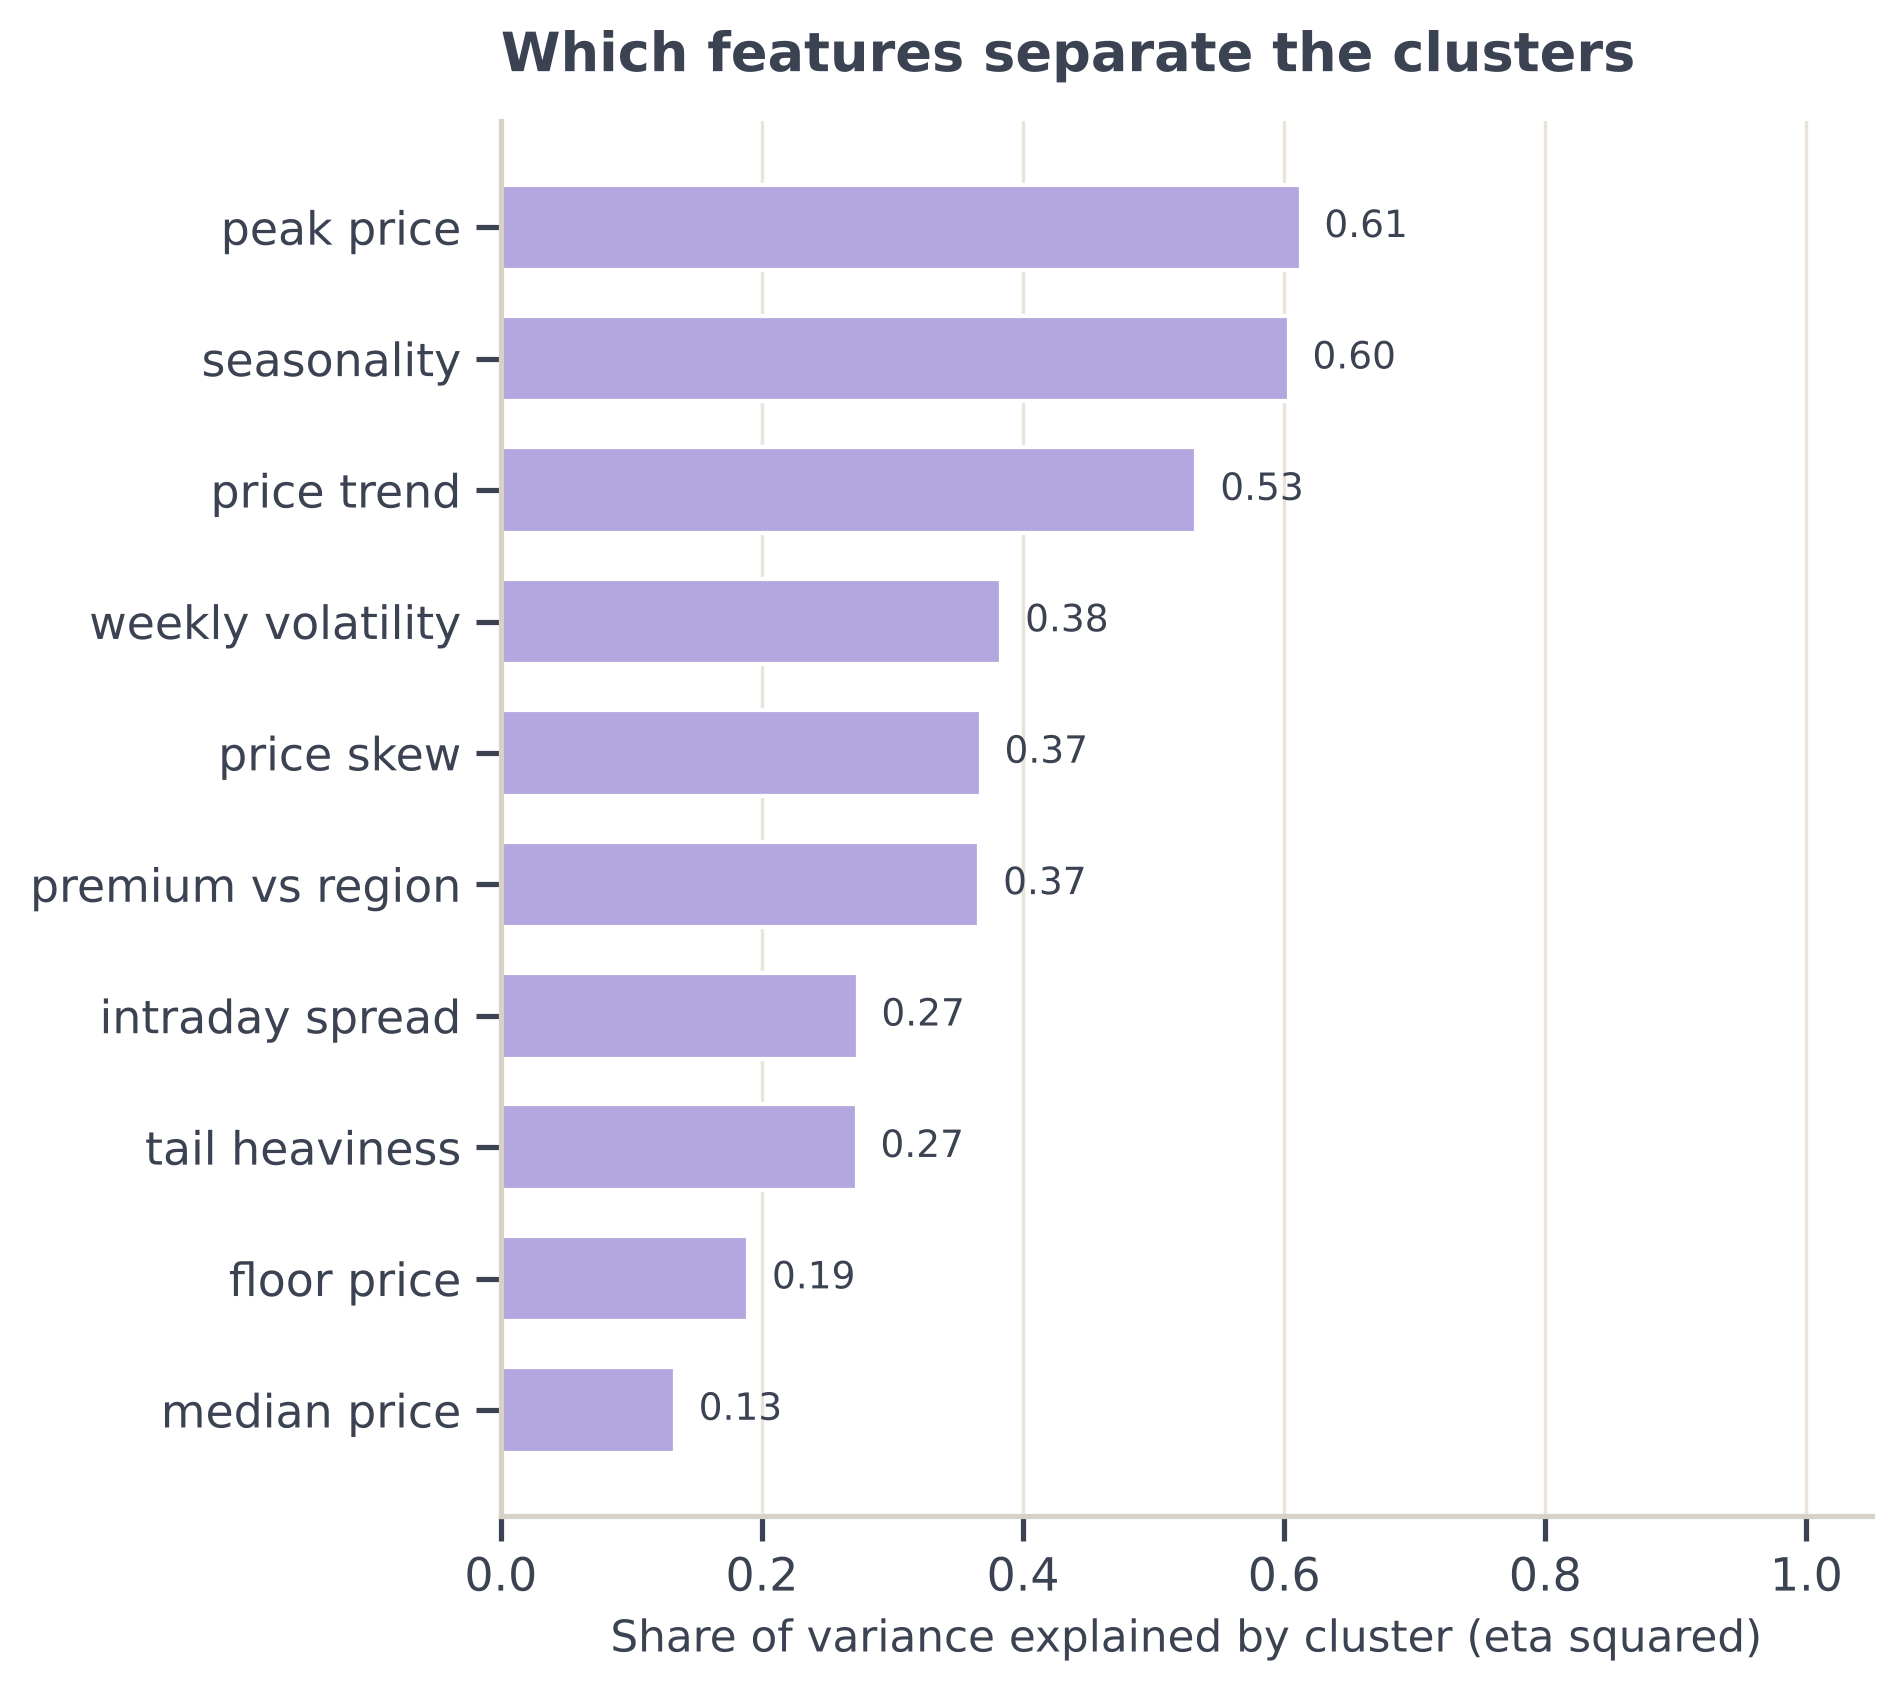 Which features separate the clusters
peak price 0.61
seasonality 0.60
price trend 0.53
weekly volatility 0.38
price skew 0.37
premium vs region 0.37
intraday spread 0.27
tail heaviness 0.27
floor price 0.19
median price 0.13
0.0 0.2 0.4 0.6 0.8 1.0
Share of variance explained by cluster (eta squared)